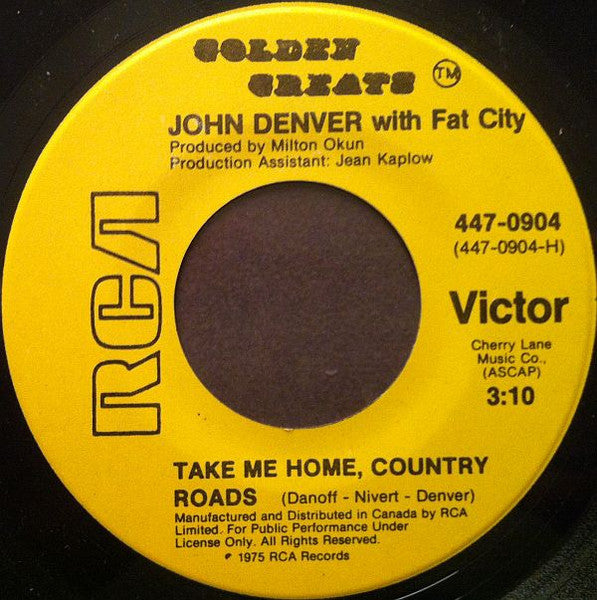 GOLDEN
GREATS TM
JOHN DENVER with Fat City
Produced by Milton Okun
Production Assistant: Jean Kaplow
RCA
447-0904
(447-0904-H)
Victor
Cherry Lane
Music Co.,
(ASCAP)
3:10
TAKE ME HOME, COUNTRY
ROADS (Danoff - Nivert - Denver)
Manufactured and Distributed in Canada by RCA
Limited. For Public Performance Under
License Only. All Rights Reserved.
1975 RCA Records